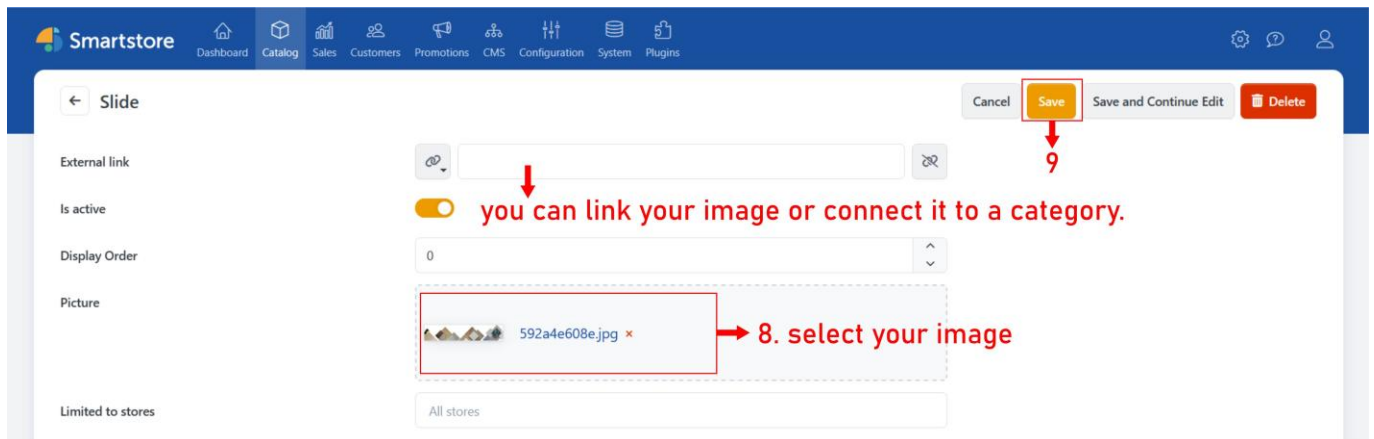 Smartstore
Dashboard Catalog Sales Customers Promotions CMS Configuration System Plugins
Slide
Cancel Save Save and Continue Edit Delete
9
External link
Is active
you can link your image or connect it to a category.
Display Order 0
Picture
592a4e608e.jpg ×
8. select your image
Limited to stores All stores